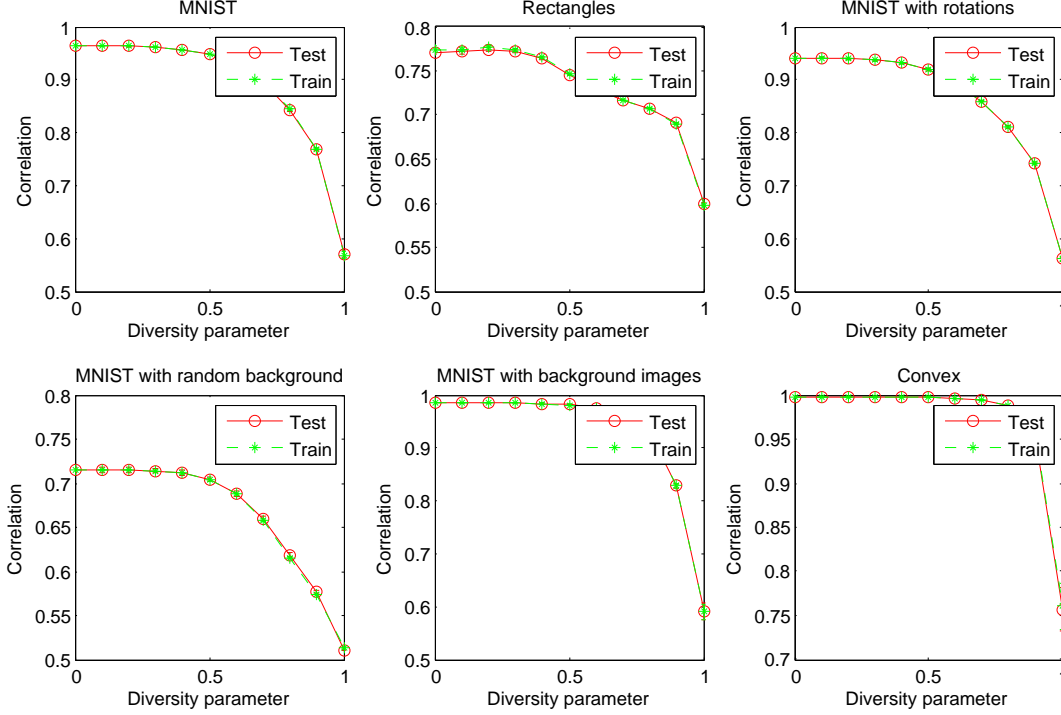 MNIST
1
0.9
0.8
0.7
0.6
0.5
0
0.5
1
Correlation
Diversity parameter
Test
Train
Rectangles
0.8
0.75
0.7
0.65
0.6
0.55
0.5
0
0.5
1
Correlation
Diversity parameter
Test
Train
MNIST with rotations
1
0.9
0.8
0.7
0.6
0.5
0
0.5
1
Correlation
Diversity parameter
Test
Train
MNIST with random background
0.8
0.75
0.7
0.65
0.6
0.55
0.5
0
0.5
1
Correlation
Diversity parameter
Test
Train
MNIST with background images
1
0.9
0.8
0.7
0.6
0.5
0
0.5
1
Correlation
Diversity parameter
Test
Train
Convex
1
0.95
0.9
0.85
0.8
0.75
0.7
0
0.5
1
Correlation
Diversity parameter
Test
Train